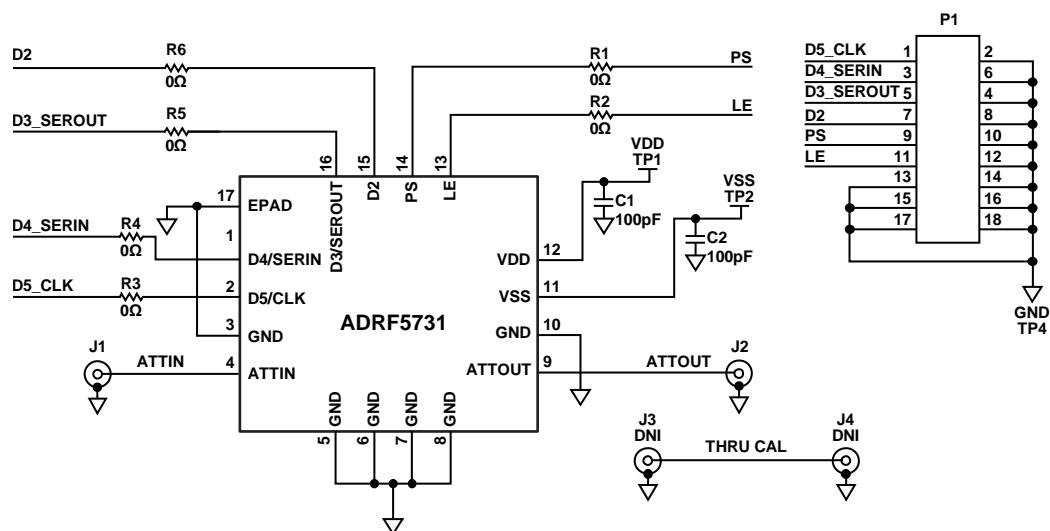 D2
R6
0Ω
D3_SEROUT
R5
0Ω
R1
0Ω
PS
R2
0Ω
LE
16
15
14
13
D3/SEROUT
D2
PS
LE
17
EPAD
D4_SERIN
R4
0Ω
1
D4/SERIN
D5_CLK
R3
0Ω
2
D5/CLK
3
GND
J1
ATTIN
4
ATTIN
ADRF5731
VDD
TP1
C1
100pF
VSS
TP2
C2
100pF
VDD
12
VSS
11
GND
10
ATTOUT
9
ATTOUT
J2
GND
GND
GND
GND
5
6
7
8
J3
DNI
THRU CAL
J4
DNI
P1
D5_CLK
1
2
D4_SERIN
3
6
D3_SEROUT
5
4
D2
7
8
PS
9
10
LE
11
12
13
14
15
16
17
18
GND
TP4